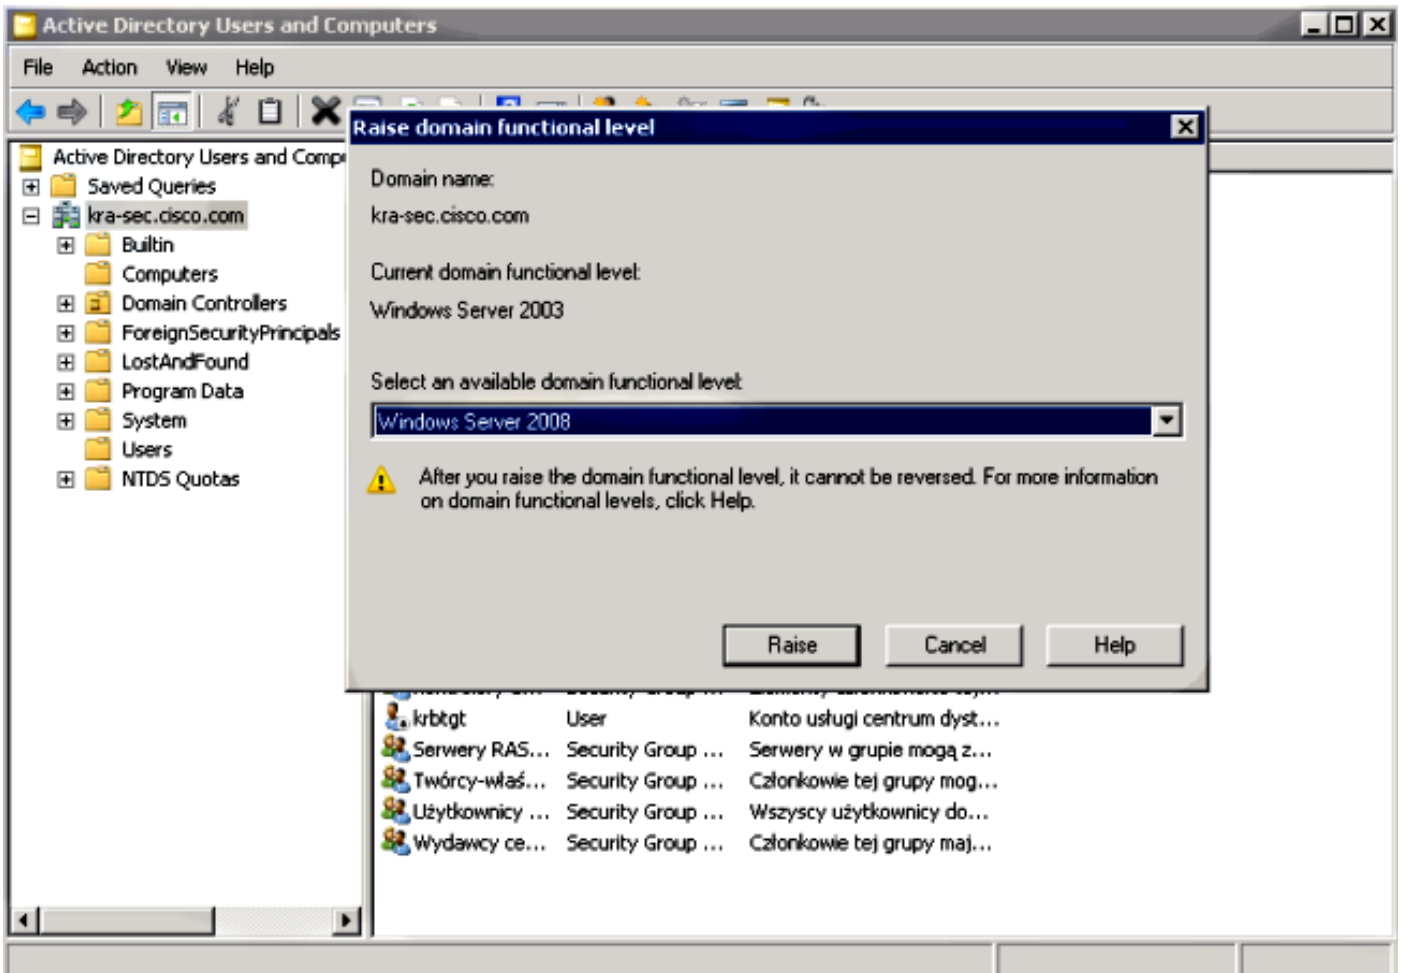 Active Directory Users and Computers
File Action View Help
Raise domain functional level
Active Directory Users and Comp
Saved Queries
kra-sec.cisco.com
Builtin
Computers
Domain Controllers
ForeignSecurityPrincipals
LostAndFound
Program Data
System
Users
NTDS Quotas
Domain name:
kra-sec.cisco.com
Current domain functional level:
Windows Server 2003
Select an available domain functional level:
Windows Server 2008
After you raise the domain functional level, it cannot be reversed. For more information
on domain functional levels, click Help.
Raise Cancel Help
krbtgt User Konto usługi centrum dyst...
Serwery RAS... Security Group ... Serwery w grupie mogą z...
Twórcy-właś... Security Group ... Członkowie tej grupy mog...
Użytkownicy ... Security Group ... Wszyscy użytkownicy do...
Wydawcy ce... Security Group ... Członkowie tej grupy maj...